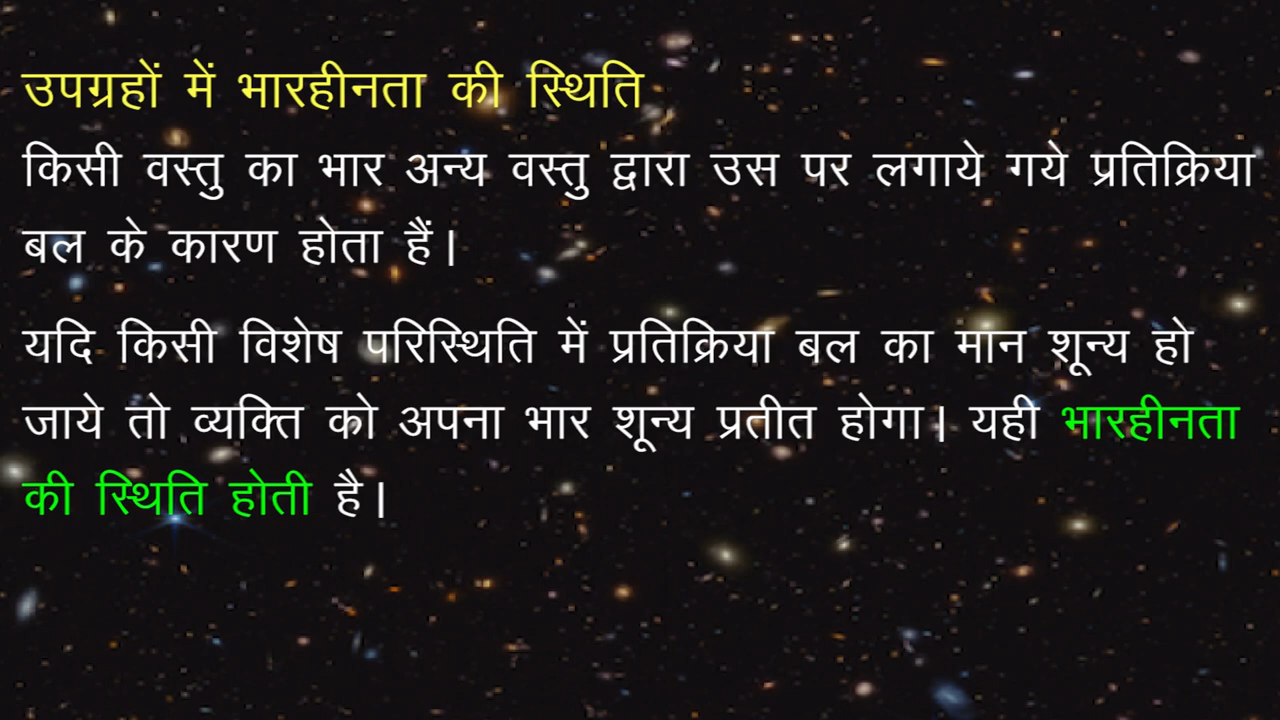 उपग्रहों में भारहीनता की स्थिति
किसी वस्तु का भार अन्य वस्तु द्वारा उस पर लगाये गये प्रतिक्रिया
बल के कारण होता हैं।
यदि किसी विशेष परिस्थिति में प्रतिक्रिया बल का मान शून्य हो
जाये तो व्यक्ति को अपना भार शून्य प्रतीत होगा। यही भारहीनता
की स्थिति होती है।